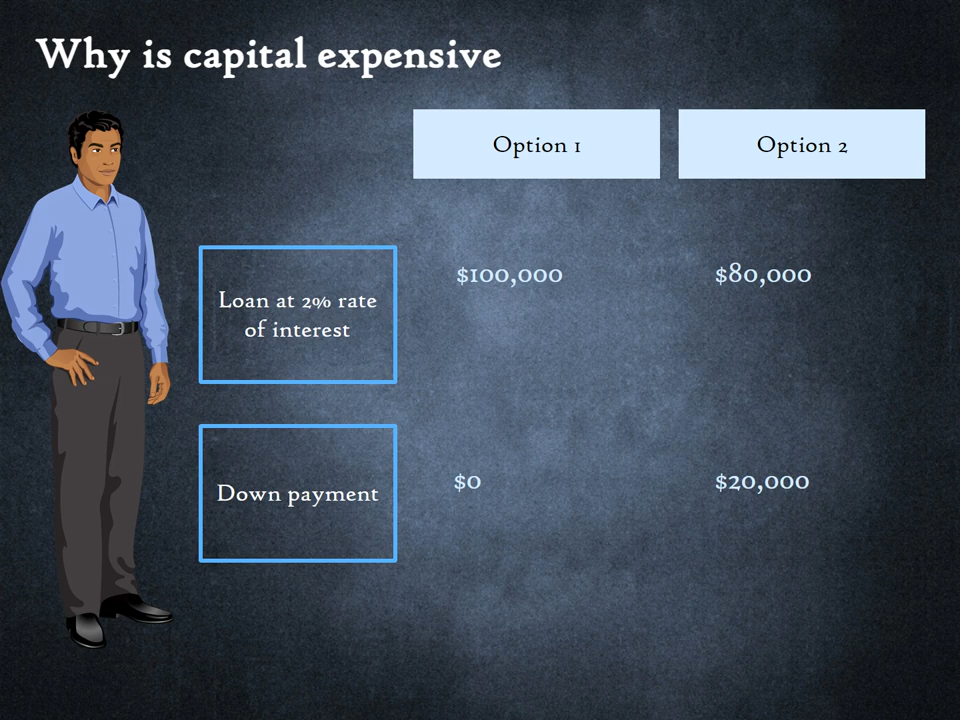 Why is capital expensive
Option 1
Option 2
Loan at 2% rate
of interest
$100,000
$80,000
Down payment
$0
$20,000